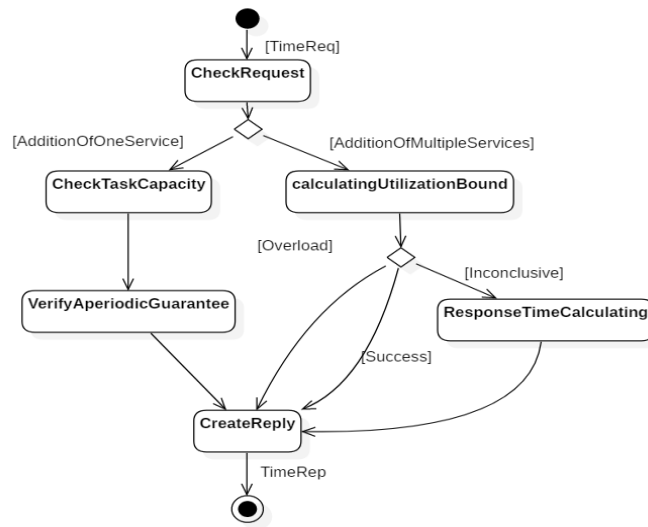 [TimeReq]
CheckRequest
[AdditionOfOneService]
[AdditionOfMultipleServices]
CheckTaskCapacity
calculatingUtilizationBound
[Overload]
[Inconclusive]
VerifyAperiodicGuarantee
ResponseTimeCalculating
[Success]
CreateReply
TimeRep